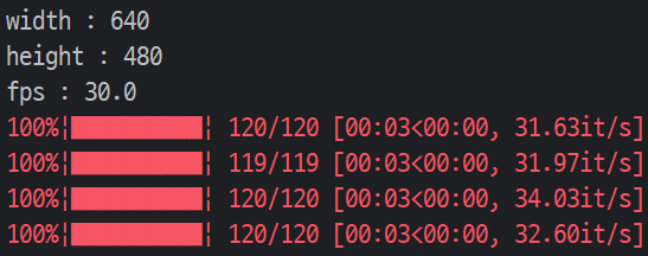 width : 640
height : 480
fps : 30.0
100%|██████████| 120/120 [00:03<00:00, 31.63it/s]
100%|██████████| 119/119 [00:03<00:00, 31.97it/s]
100%|██████████| 120/120 [00:03<00:00, 34.03it/s]
100%|██████████| 120/120 [00:03<00:00, 32.60it/s]